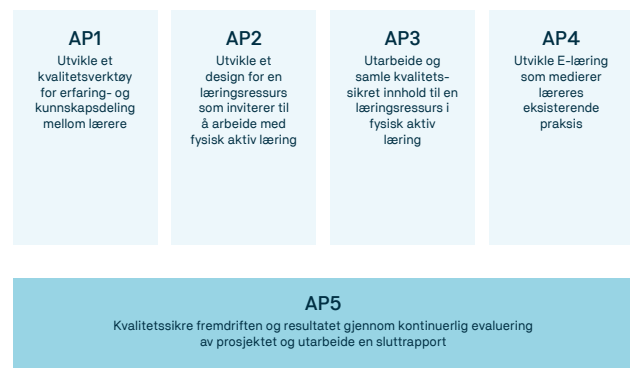 AP1
Utvikle et
kvalitetsverktøy
for erfaring- og
kunnskapsdeling
mellom lærere
AP2
Utvikle et
design for en
læringsressurs
som inviterer til
å arbeide med
fysisk aktiv læring
AP3
Utarbeide og
samle kvalitets-
sikret innhold til en
læringsressurs i
fysisk aktiv
læring
AP4
Utvikle E-læring
som medierer
læreres
eksisterende
praksis
AP5
Kvalitetssikre fremdriften og resultatet gjennom kontinuerlig evaluering
av prosjektet og utarbeide en sluttrapport